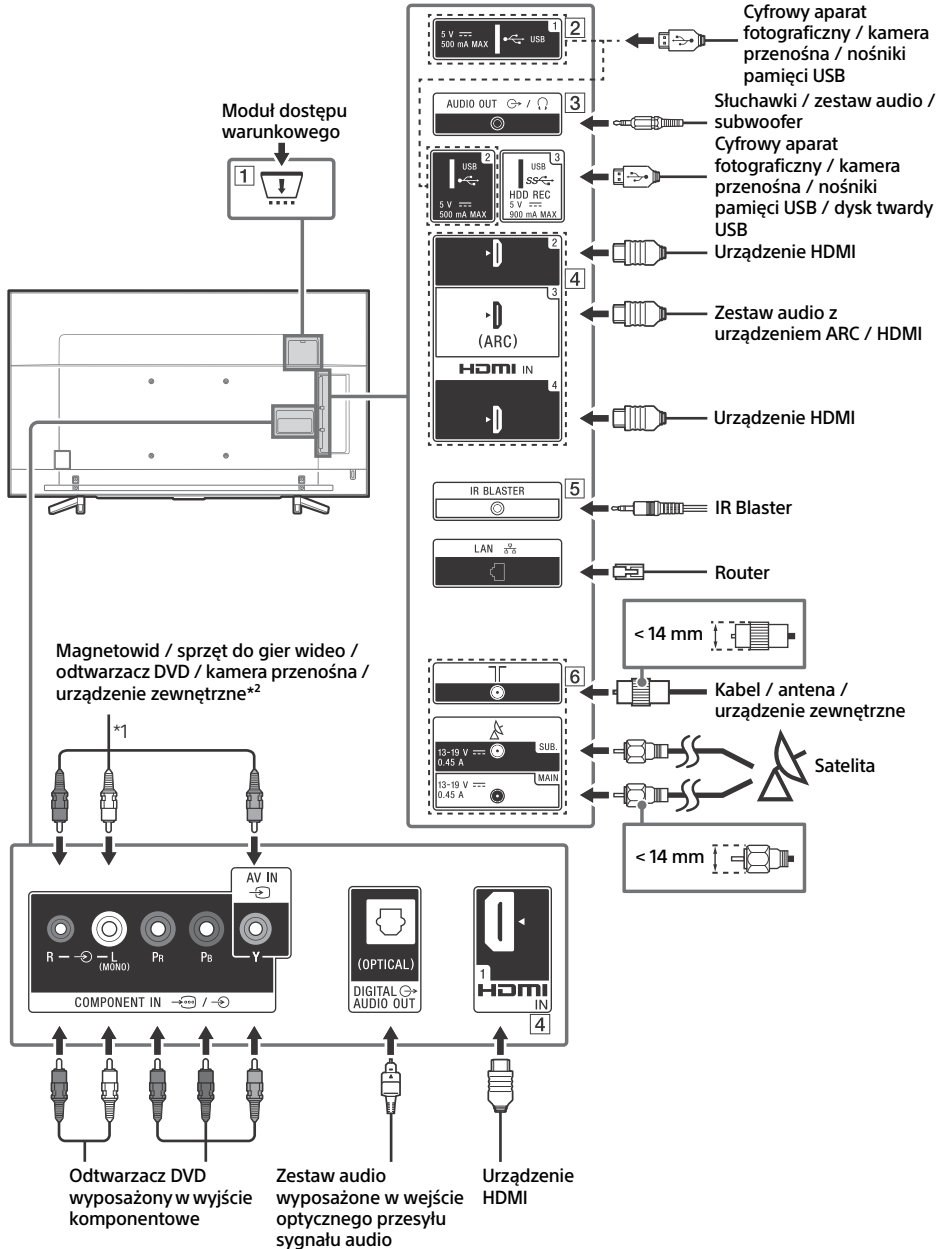 5 V
500 mA MAX
USB
1
2
Cyfrowy aparat
fotograficzny / kamera
przenośna / nośniki
pamięci USB
AUDIO OUT
/
3
Słuchawki / zestaw audio /
subwoofer
Moduł dostępu
warunkowego
1
2
USB
5 V
500 mA MAX
3
USB
SS
HDD REC
5 V
900 mA MAX
Cyfrowy aparat
fotograficzny / kamera
przenośna / nośniki
pamięci USB / dysk twardy
USB
2
4
Urządzenie HDMI
3
(ARC)
Zestaw audio z
urządzeniem ARC / HDMI
HDMI IN
4
Urządzenie HDMI
IR BLASTER
5
IR Blaster
LAN
Router
< 14 mm
6
Kabel / antena /
urządzenie zewnętrzne
13-19 V
0.45 A
SUB.
13-19 V
0.45 A
MAIN
Satelita
< 14 mm
Magnetowid / sprzęt do gier wideo /
odtwarzacz DVD / kamera przenośna /
urządzenie zewnętrzne*2
*1
AV IN
R — — L
(MONO)
PR
PB
Y
COMPONENT IN /
(OPTICAL)
DIGITAL
AUDIO OUT
1
HDMI
IN
4
Odtwarzacz DVD
wyposażony w wyjście
komponentowe
Zestaw audio
wyposażone w wejście
optycznego przesyłu
sygnału audio
Urządzenie
HDMI